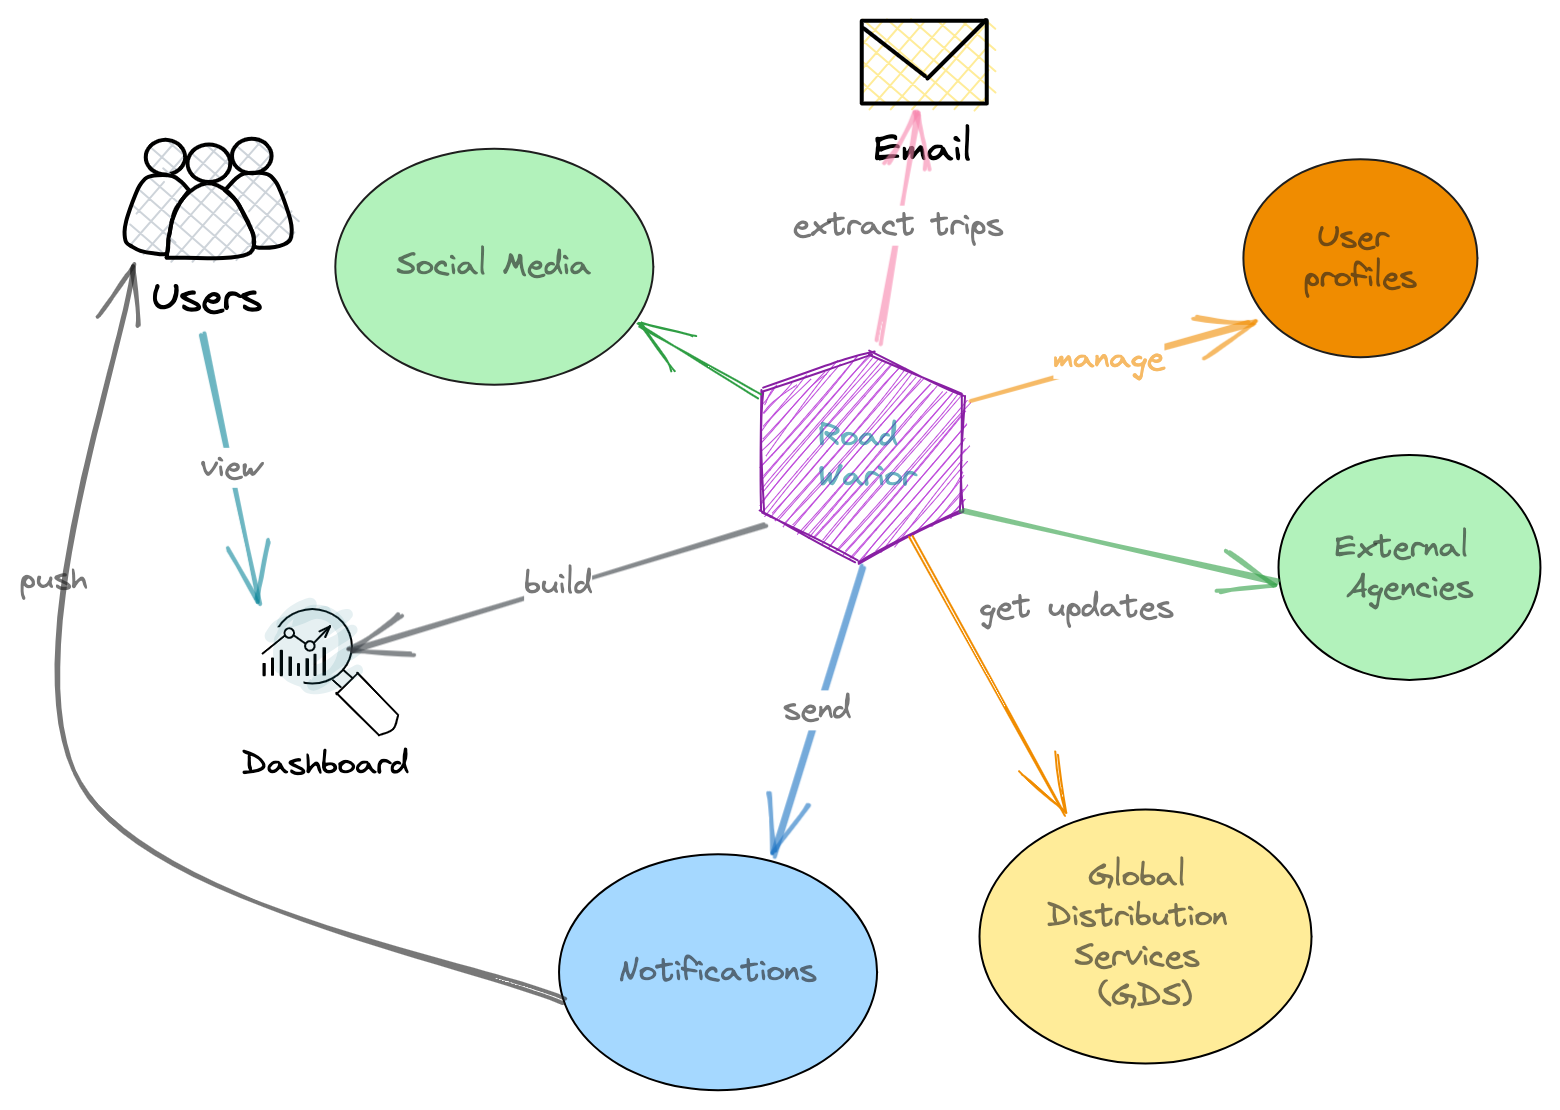 Email
extract trips
Users
Social Media
User
profiles
manage
Road
Warior
view
push
build
External
Agencies
get updates
send
Dashboard
Global
Distribution
Services
(GDS)
Notifications